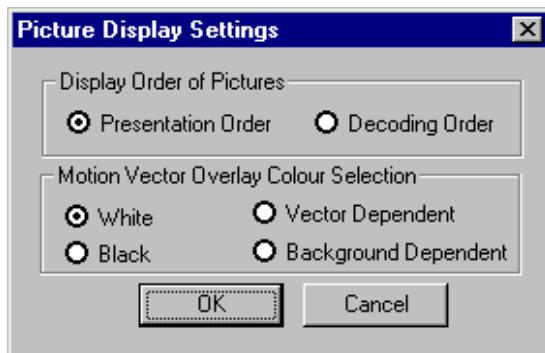 Picture Display Settings
Display Order of Pictures
Presentation Order Decoding Order
Motion Vector Overlay Colour Selection
White Vector Dependent
Black Background Dependent
OK Cancel